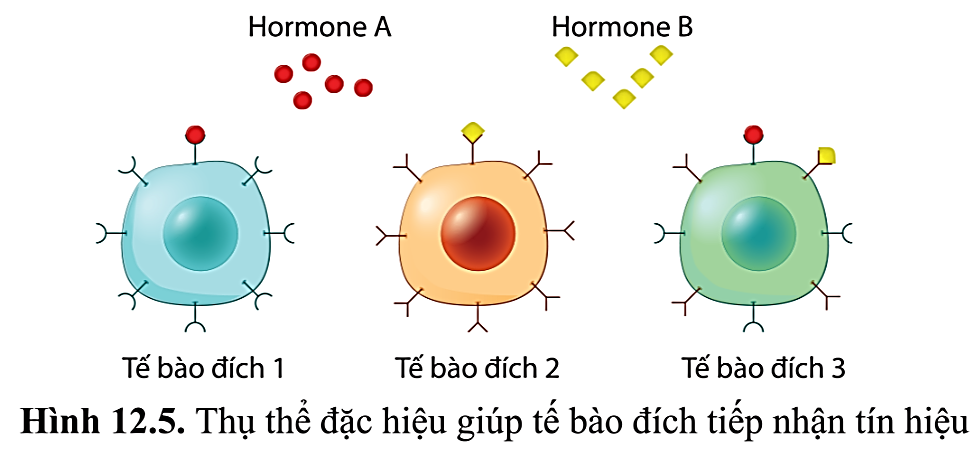 Hormone A
Hormone B
Tế bào đích 1
Tế bào đích 2
Tế bào đích 3
Hình 12.5. Thụ thể đặc hiệu giúp tế bào đích tiếp nhận tín hiệu